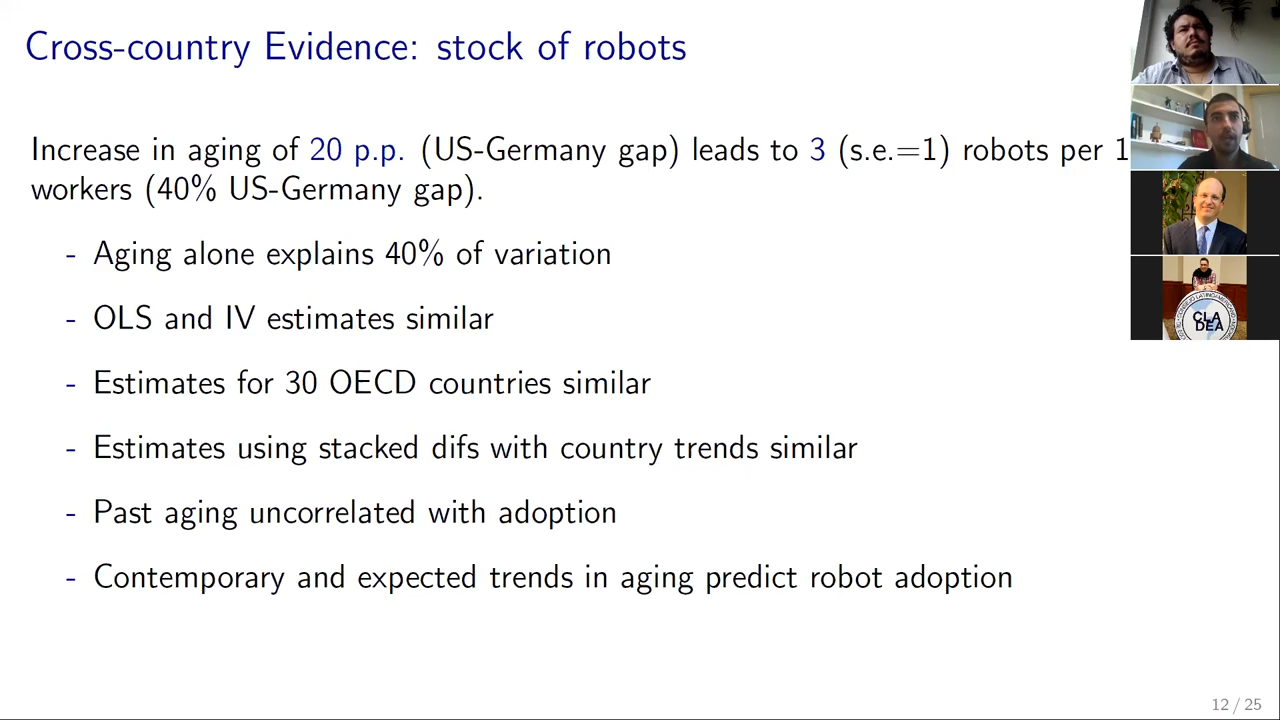 Cross-country Evidence: stock of robots
Increase in aging of 20 p.p. (US-Germany gap) leads to 3 (s.e.=1) robots per 1
workers (40% US-Germany gap).
- Aging alone explains 40% of variation
- OLS and IV estimates similar
- Estimates for 30 OECD countries similar
- Estimates using stacked difs with country trends similar
- Past aging uncorrelated with adoption
- Contemporary and expected trends in aging predict robot adoption
CLA
DEA
12 / 25